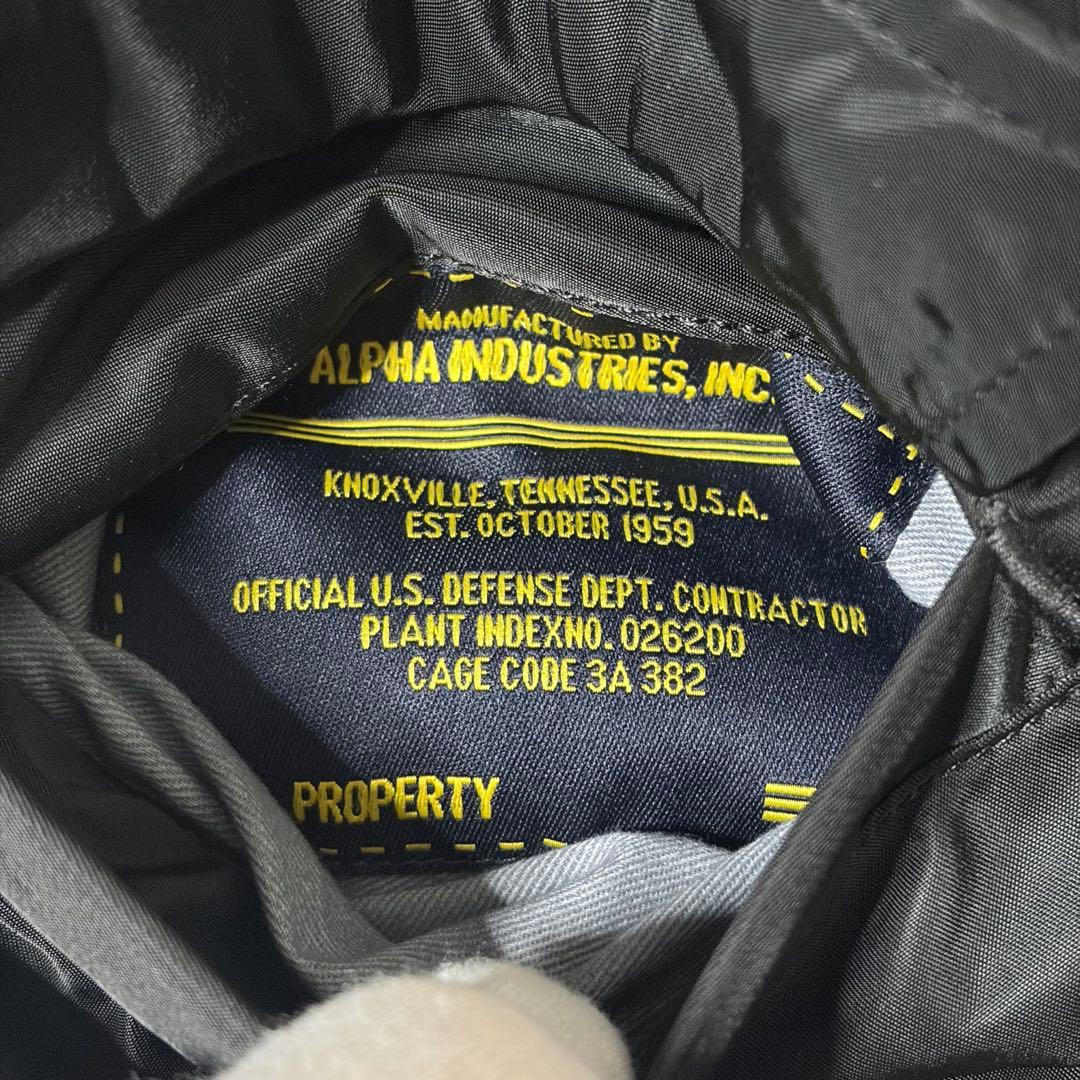 MANUFACTURED BY
ALPHA INDUSTRIES, INC.
KNOXVILLE, TENNESSEE, U.S.A.
EST. OCTOBER 1959
OFFICIAL U.S. DEFENSE DEPT. CONTRACTOR
PLANT INDEXNO. 026200
CAGE CODE 3A 382
PROPERTY